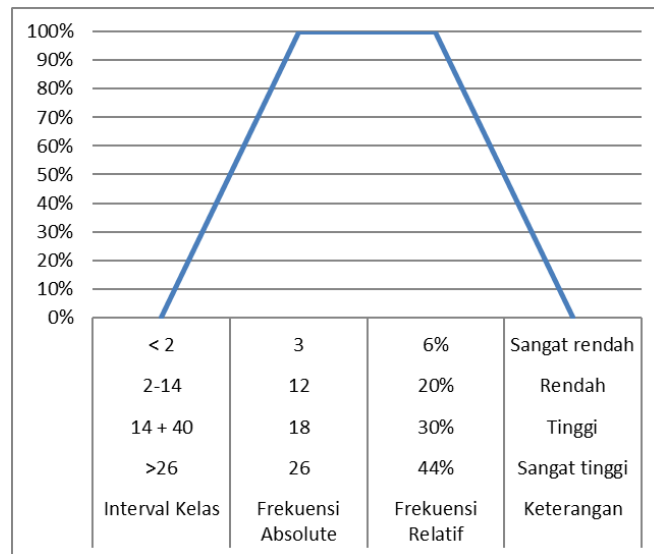 100%
90%
80%
70%
60%
50%
40%
30%
20%
10%
0%
< 2 3 6% Sangat rendah
2-14 12 20% Rendah
14 + 40 18 30% Tinggi
>26 26 44% Sangat tinggi
Interval Kelas Frekuensi Absolute Frekuensi Relatif Keterangan